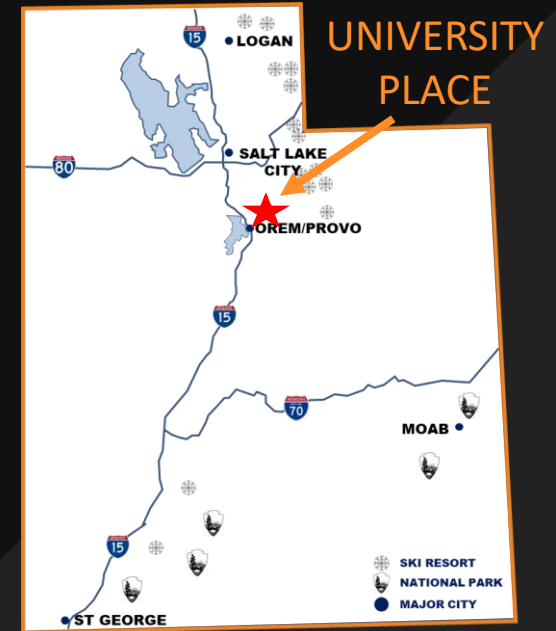 UNIVERSITY
PLACE
15
LOGAN
SALT LAKE
CITY
80
OREM/PROVO
15
70
MOAB
15
ST GEORGE
SKI RESORT
NATIONAL PARK
MAJOR CITY